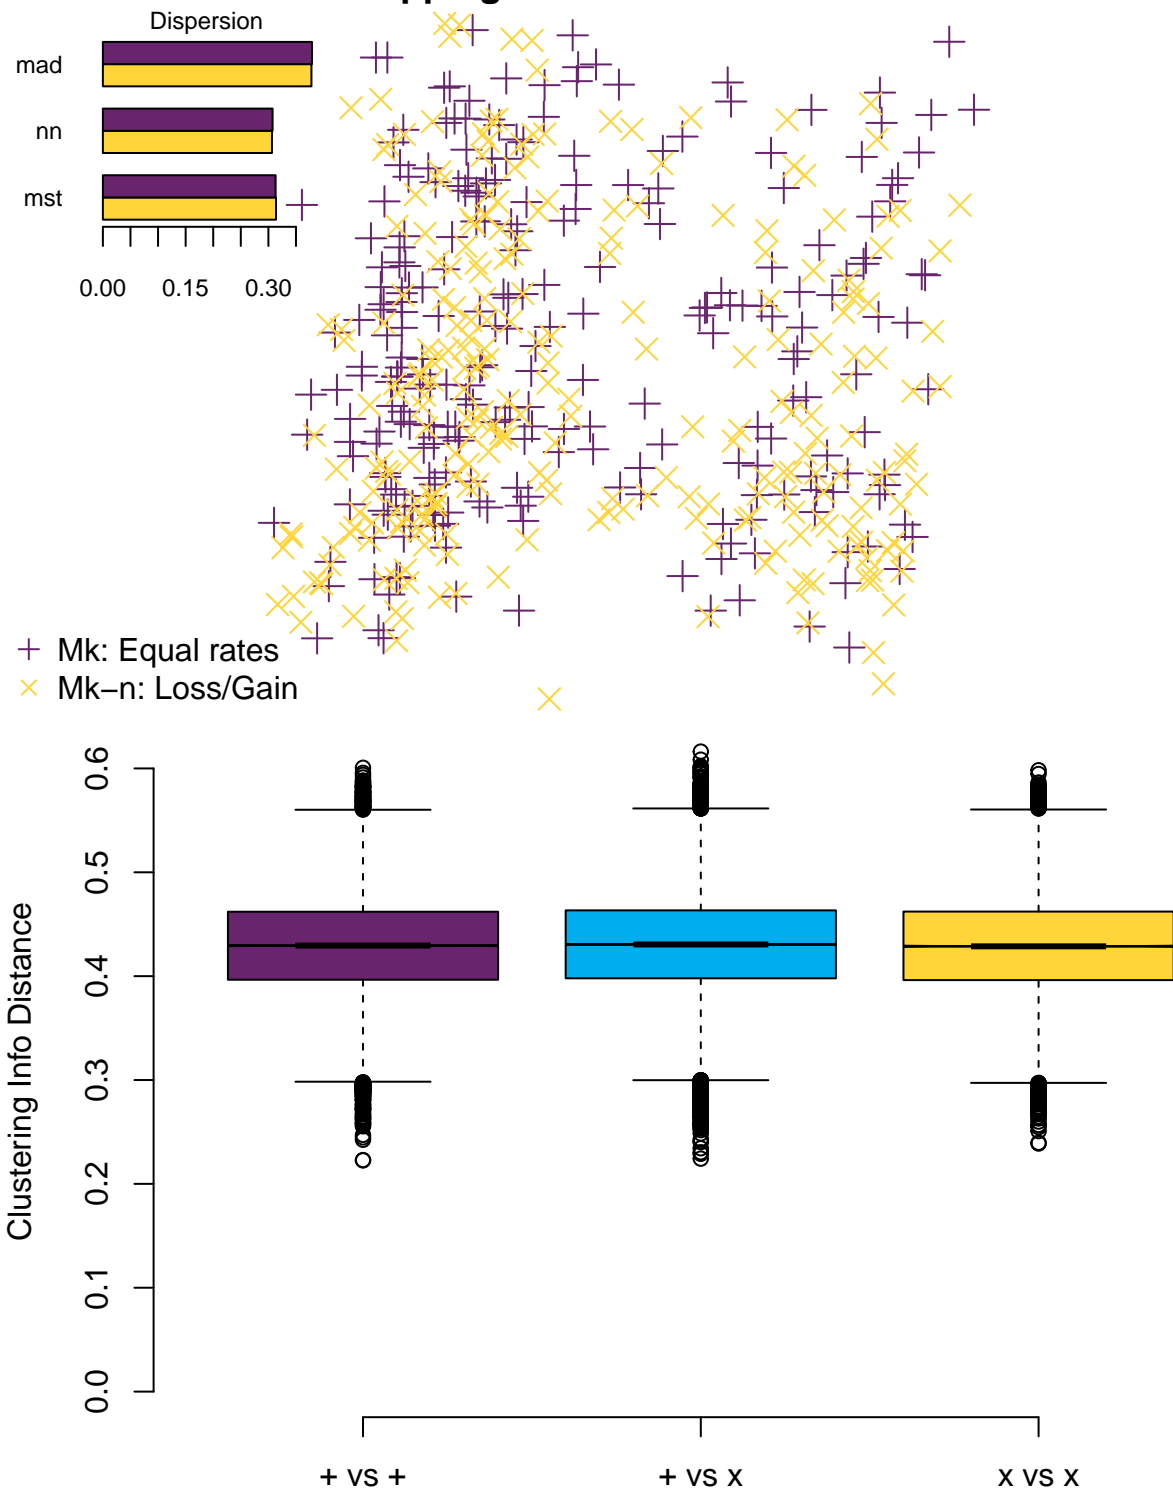 Dispersion
mad
nn
mst
0.00 0.15 0.30
Mk: Equal rates
Mk−n: Loss/Gain
Clustering Info Distance
0.6
0.5
0.4
0.3
0.2
0.1
0.0
+ vs +
+ vs x
x vs x